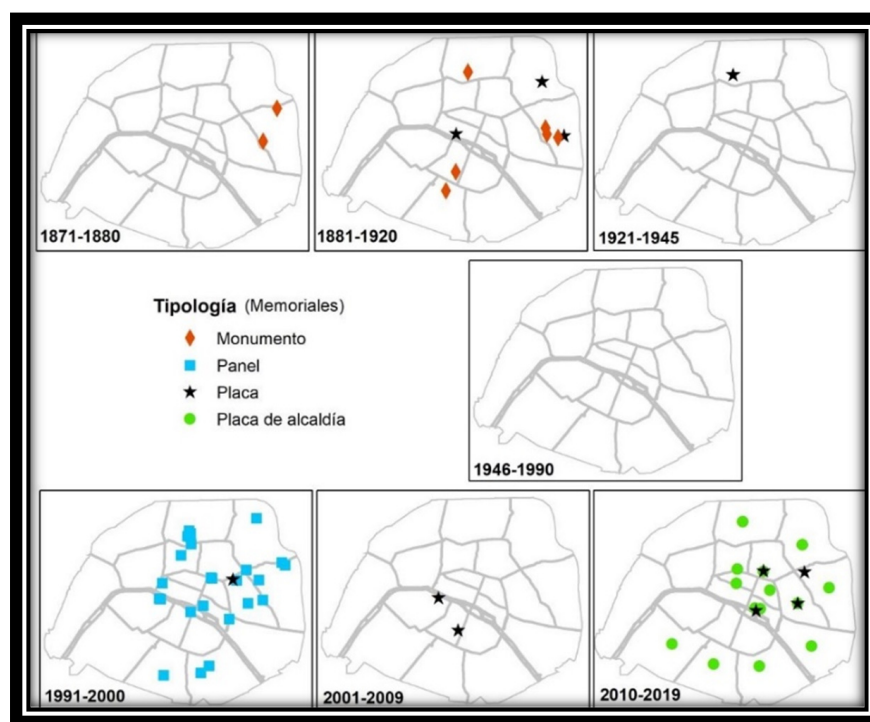 1871-1880
1881-1920
1921-1945
Tipología (Memoriales)
Monumento
Panel
Placa
Placa de alcaldía
1946-1990
1991-2000
2001-2009
2010-2019